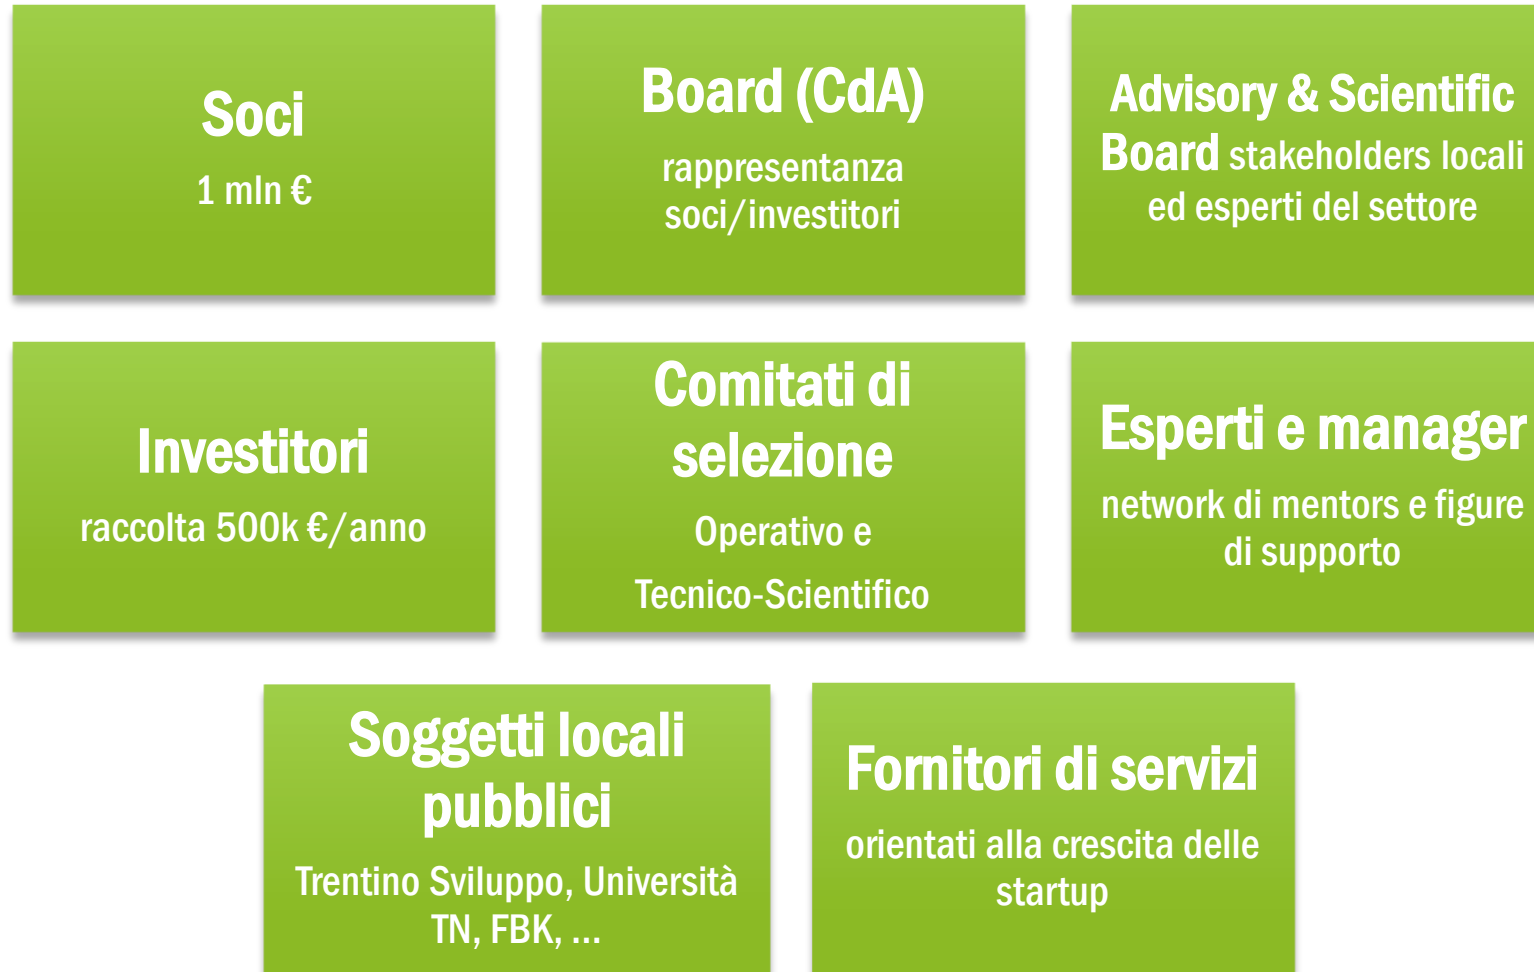 Soci
1 mln €
Board (CdA)
rappresentanza
soci/investitori
Advisory & Scientific
Board stakeholders locali
ed esperti del settore
Investitori
raccolta 500k €/anno
Comitati di
selezione
Operativo e
Tecnico-Scientifico
Esperti e manager
network di mentors e figure
di supporto
Soggetti locali
pubblici
Trentino Sviluppo, Università
TN, FBK, ...
Fornitori di servizi
orientati alla crescita delle
startup